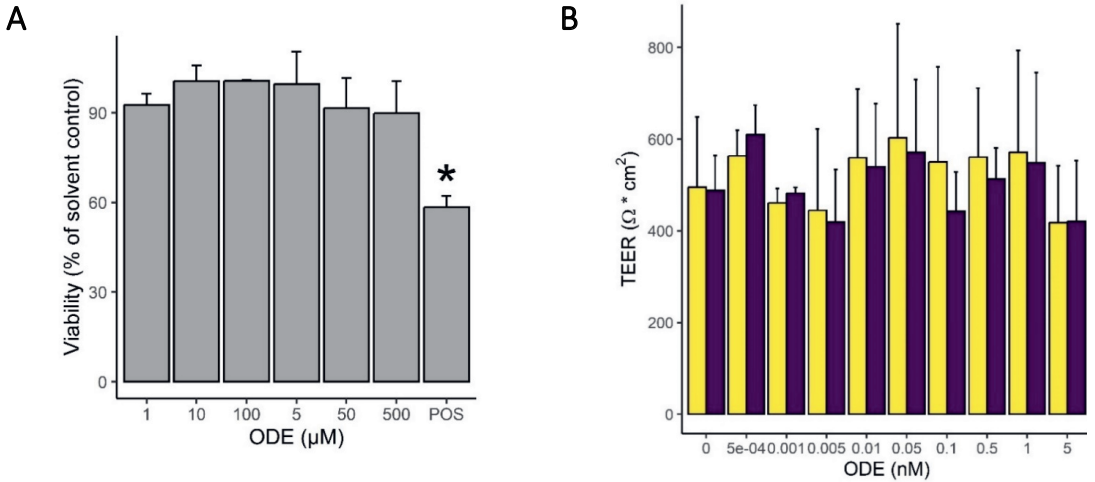 A
B
Viability (% of solvent control)
90
60
30
0
*
1 10 100 5 50 500 POS
ODE (µM)
TEER (Ω * cm²)
800
600
400
200
0
0 5e-04 0.001 0.005 0.01 0.05 0.1 0.5 1 5
ODE (nM)